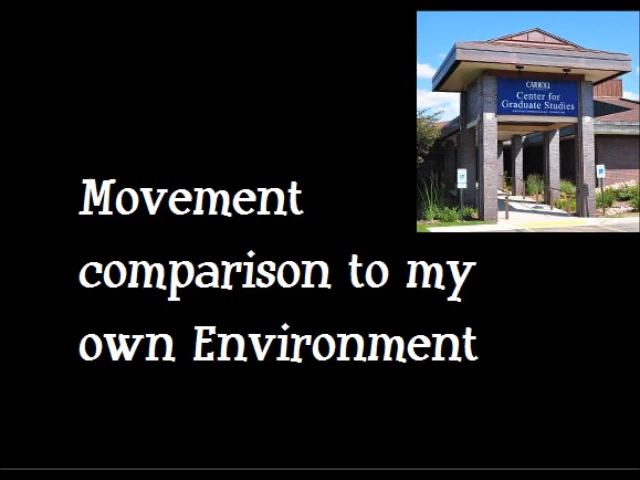 CARROLL
Center for
Graduate Studies
Movement
comparison to my
own Environment